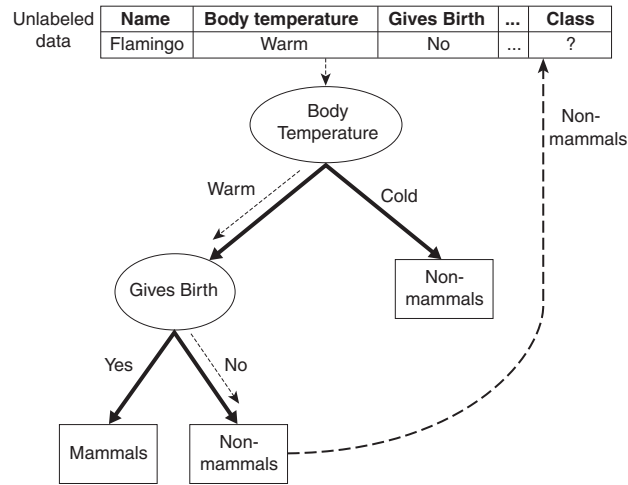 Unlabeled
data
Name Body temperature Gives Birth ... Class
Flamingo Warm No ... ?
Body
Temperature
Non-
mammals
Warm
Cold
Gives Birth
Non-
mammals
Yes
No
Mammals
Non-
mammals